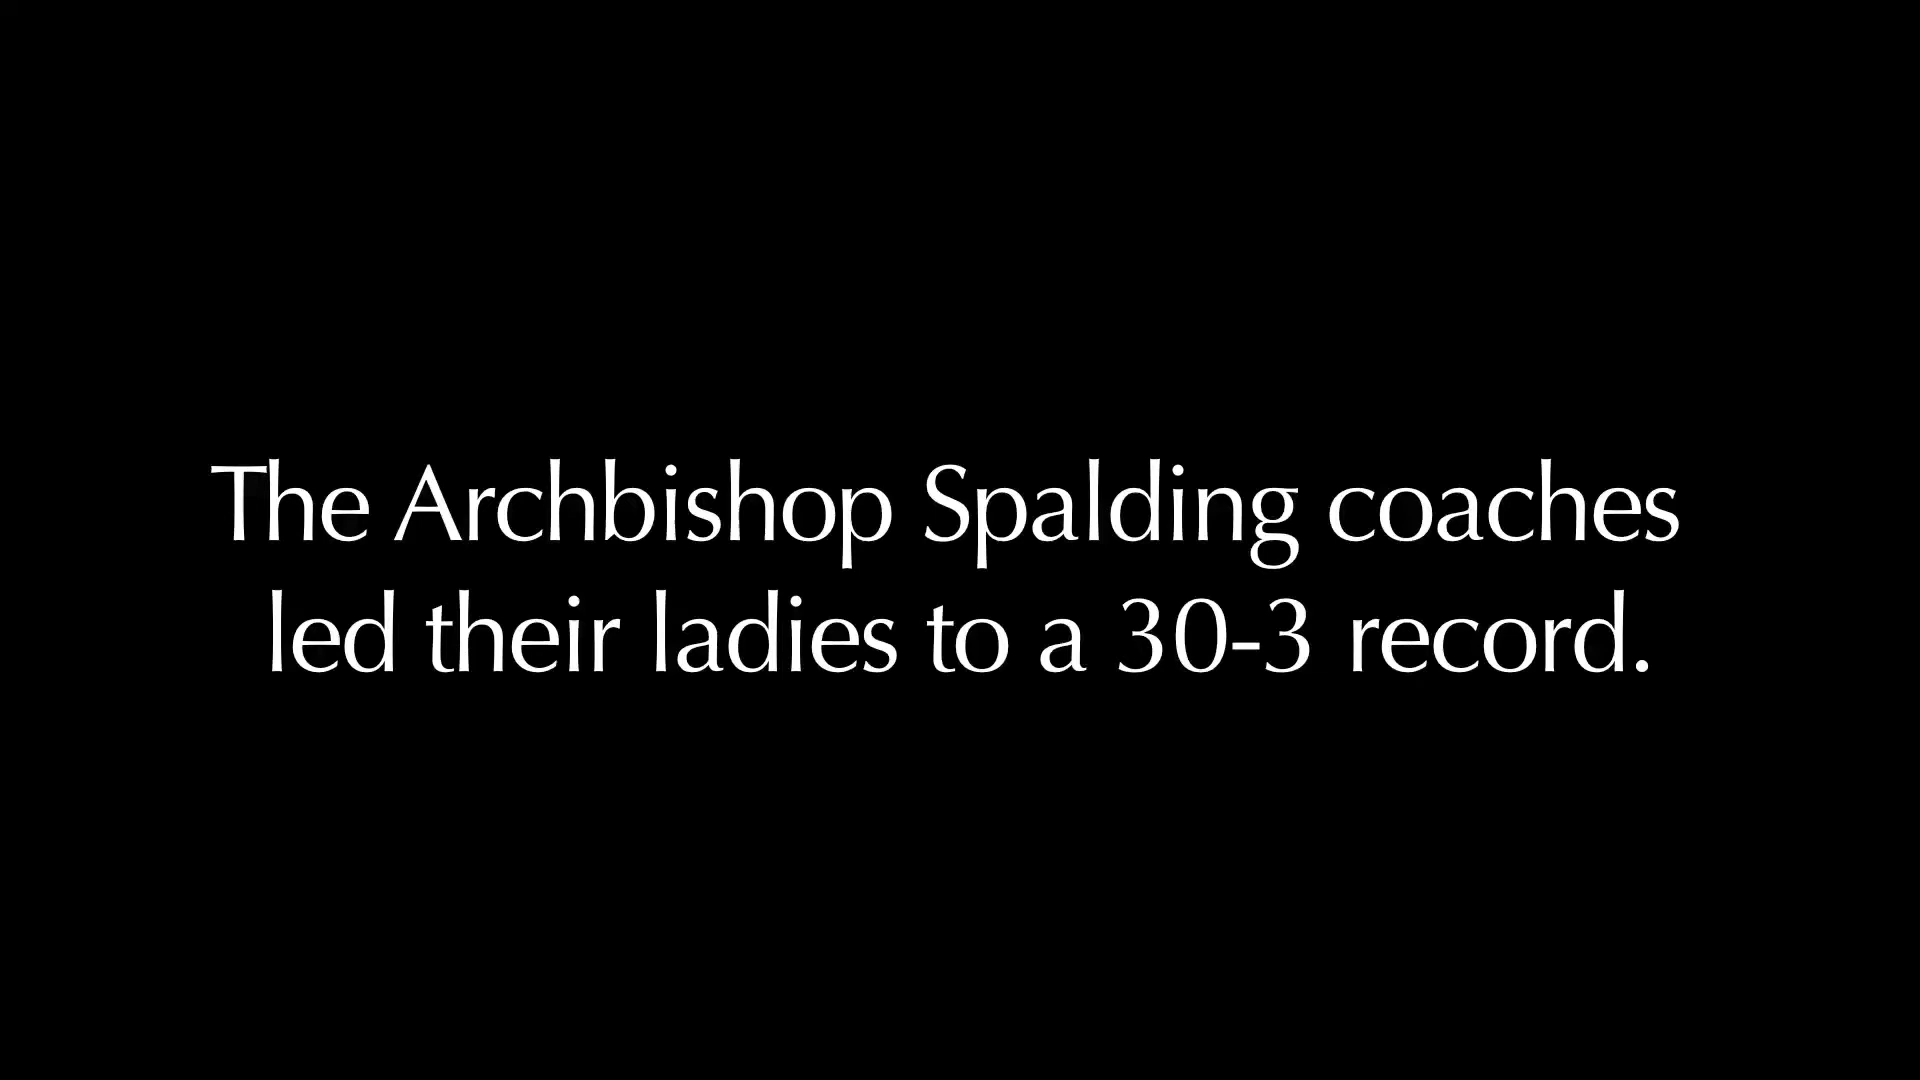 The Archbishop Spalding coaches
led their ladies to a 30-3 record.